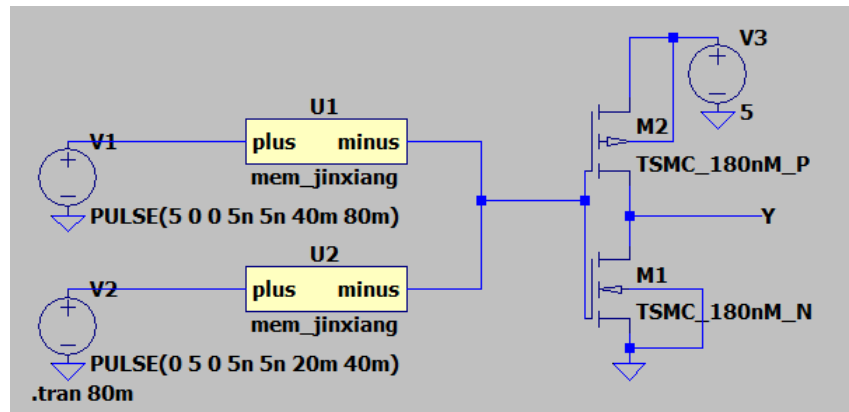 V3
U1
V1
plus minus
M2
5
mem_jinxiang
TSMC_180nM_P
PULSE(5 0 0 5n 5n 40m 80m)
Y
U2
V2
plus minus
M1
mem_jinxiang
TSMC_180nM_N
PULSE(0 5 0 5n 5n 20m 40m)
.tran 80m